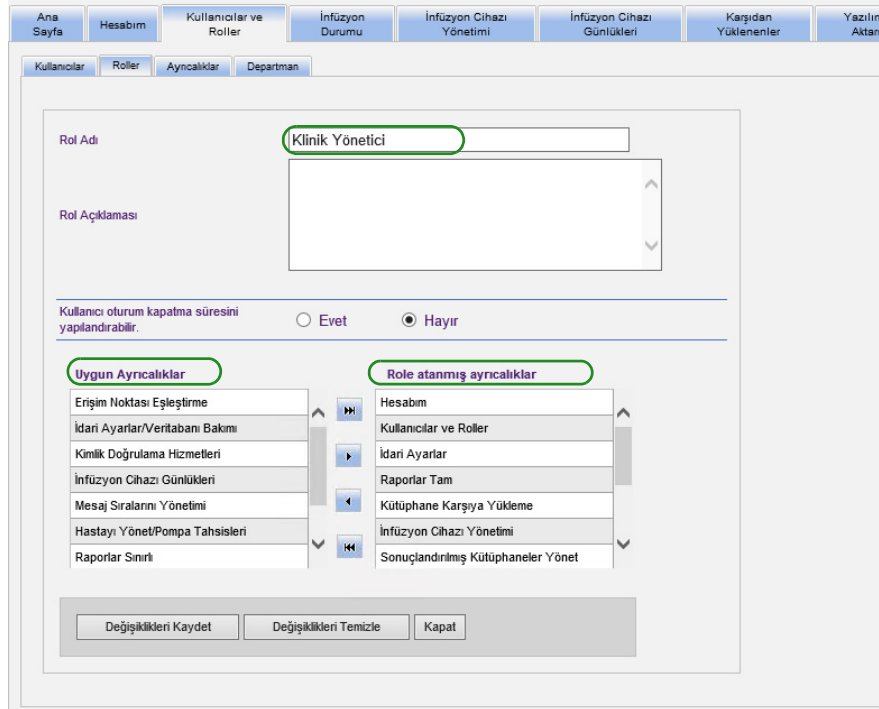 Ana Sayfa
Hesabım
Kullanıcılar ve Roller
İnfüzyon Durumu
İnfüzyon Cihazı Yönetimi
İnfüzyon Cihazı Günlükleri
Karşıdan Yüklenenler
Kullanıcılar
Roller
Ayrıcalıklar
Departman
Rol Adı
Klinik Yönetici
Rol Açıklaması
Kullanıcı oturum kapatma süresini
yapılandırabilir.
Evet
Hayır
Uygun Ayrıcalıklar
Role atanmış ayrıcalıklar
Erişim Noktası Eşleştirme
İdari Ayarlar/Veritabanı Bakımı
Kimlik Doğrulama Hizmetleri
İnfüzyon Cihazı Günlükleri
Mesaj Sıralarını Yönetimi
Hastayı Yönet/Pompa Tahsisleri
Raporlar Sınırlı
Hesabım
Kullanıcılar ve Roller
İdari Ayarlar
Raporlar Tam
Kütüphane Karşıya Yükleme
İnfüzyon Cihazı Yönetimi
Sonuçlandırılmış Kütüphaneler Yönet
Değişiklikleri Kaydet
Değişiklikleri Temizle
Kapat